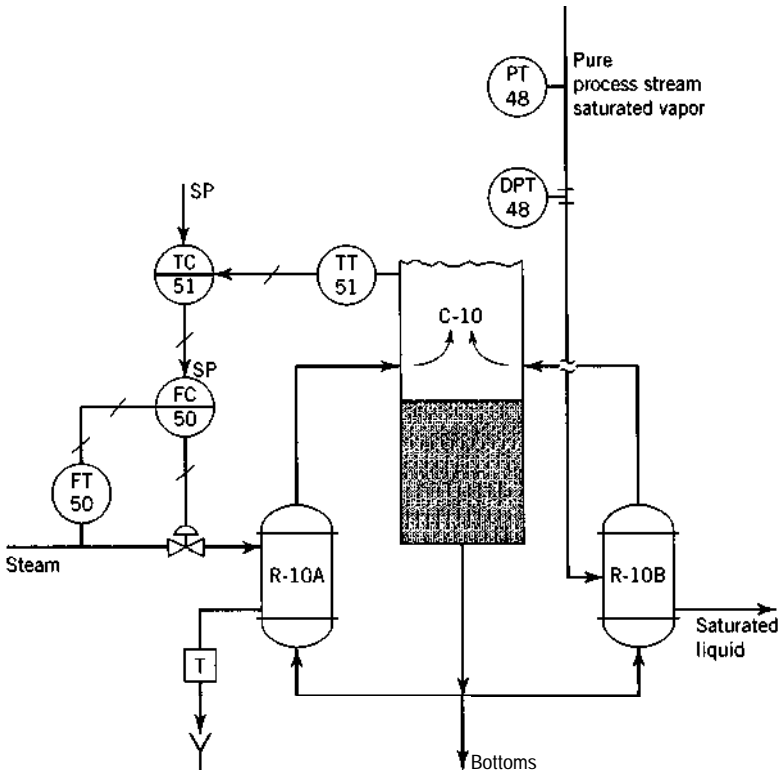 PT
48
Pure
process stream
saturated vapor
DPT
48
SP
TC
51
TT
51
C-10
SP
FC
50
FT
50
Steam
R-10A
R-10B
T
Saturated
liquid
Bottoms